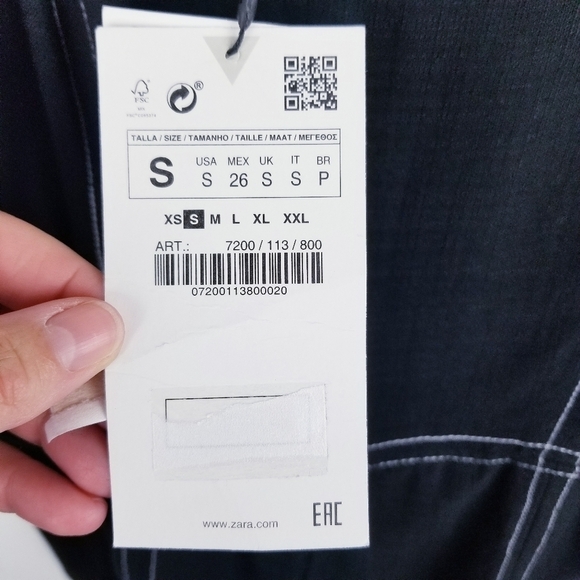 FSC
®
TALLA / SIZE / TAMANHO / TAILLE / MAAT / ΜΕΓΕΘΟΣ
S USA MEX UK IT BR
S 26 S S P
XS S M L XL XXL
ART.: 7200 / 113 / 800
07200113800020
www.zara.com
EAC